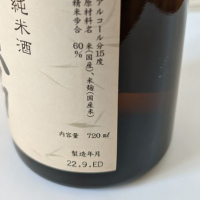 アルコール分15度
原材料名 米(国産)、米麹(国産米)
精米歩合 60%
純米酒
内容量 720ml
製造年月
22.9.ED